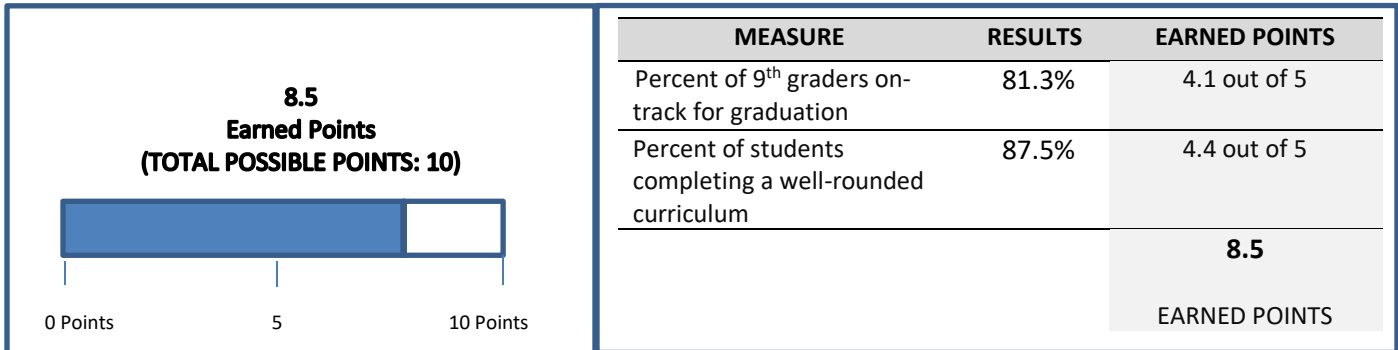 8.5
Earned Points
(TOTAL POSSIBLE POINTS: 10)
0 Points 5 10 Points
MEASURE RESULTS EARNED POINTS
Percent of 9th graders on- 81.3% 4.1 out of 5
track for graduation
Percent of students 87.5% 4.4 out of 5
completing a well-rounded
curriculum
8.5
EARNED POINTS